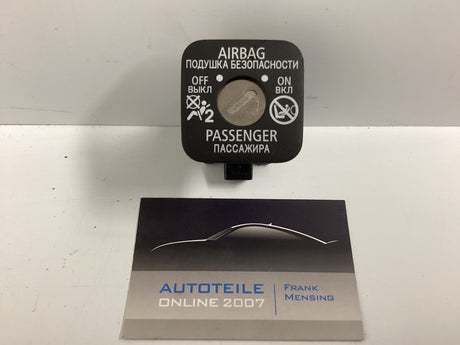 AIRBAG
ПОДУШКА БЕЗОПАСНОСТИ
OFF ON
ВЫКЛ ВКЛ
2
PASSENGER
ПАССАЖИРА
AUTOTEILE
ONLINE 2007
FRANK
MENSING